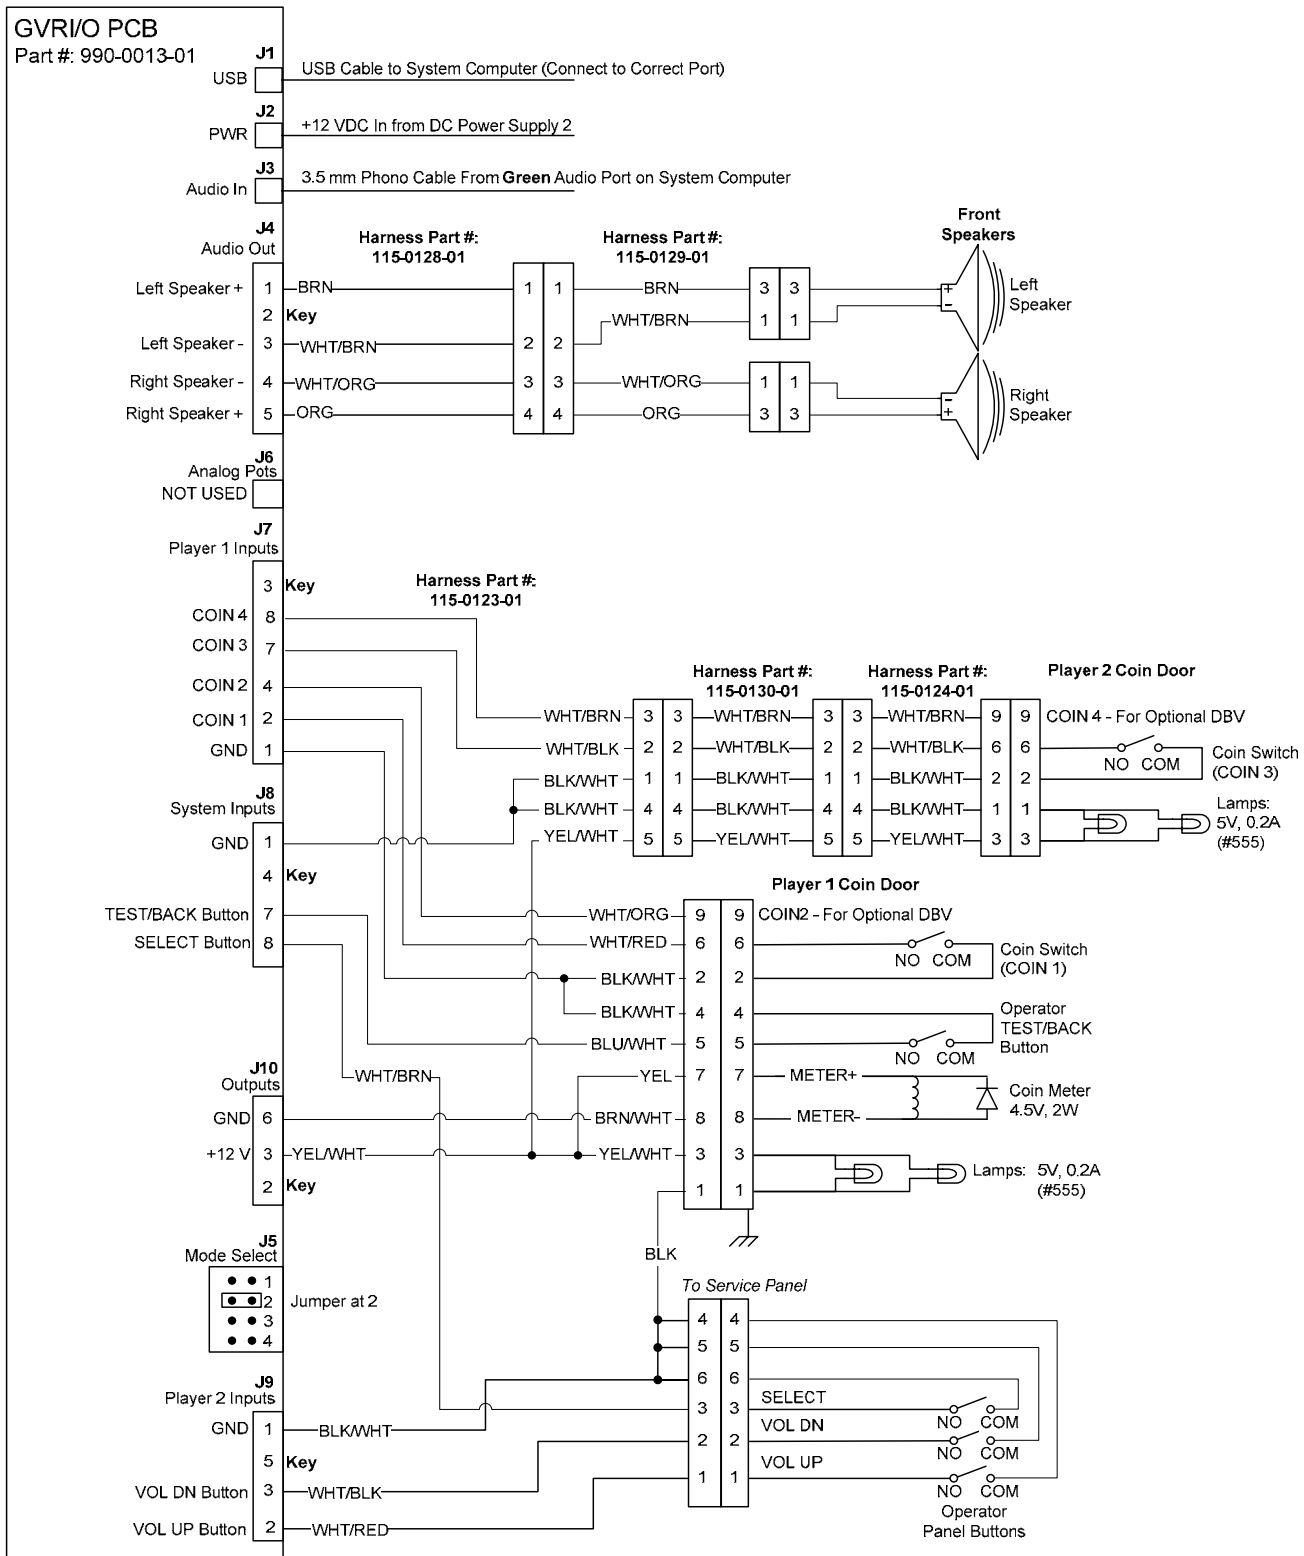 GVRI/O PCB
Part #: 990-0013-01
J1
USB
USB Cable to System Computer (Connect to Correct Port)
J2
PWR
+12 VDC In from DC Power Supply 2
J3
Audio In
3.5 mm Phono Cable From Green Audio Port on System Computer
J4
Audio Out
Harness Part #:
115-0128-01
Harness Part #:
115-0129-01
Front
Speakers
Left Speaker + 1 BRN 1 1 BRN 3 3 + Left
2 Key WHT/BRN 1 1 - Speaker
Left Speaker - 3 WHT/BRN 2 2
Right Speaker - 4 WHT/ORG 3 3 WHT/ORG 1 1 - Right
Right Speaker + 5 ORG 4 4 ORG 3 3 + Speaker
J6
Analog Pots
NOT USED
J7
Player 1 Inputs
3 Key
Harness Part #:
115-0123-01
COIN 4 8
COIN 3 7
COIN 2 4
COIN 1 2
GND 1
Harness Part #:
115-0130-01
Harness Part #:
115-0124-01
Player 2 Coin Door
WHT/BRN 3 3 WHT/BRN 3 3 WHT/BRN 9 9 COIN 4 - For Optional DBV
WHT/BLK 2 2 WHT/BLK 2 2 WHT/BLK 6 6 NO COM Coin Switch
BLK/WHT 1 1 BLK/WHT 1 1 BLK/WHT 2 2 (COIN 3)
BLK/WHT 4 4 BLK/WHT 4 4 BLK/WHT 1 1 Lamps:
YEL/WHT 5 5 YEL/WHT 5 5 YEL/WHT 3 3 5V, 0.2A
(#555)
J8
System Inputs
GND 1
4 Key
TEST/BACK Button 7
SELECT Button 8
Player 1 Coin Door
WHT/ORG 9 9 COIN2 - For Optional DBV
WHT/RED 6 6 NO COM Coin Switch
(COIN 1)
BLK/WHT 2 2
BLK/WHT 4 4 Operator
TEST/BACK
BLU/WHT 5 5 NO COM Button
J10
Outputs
WHT/BRN
YEL 7 7 METER+ Coin Meter
4.5V, 2W
GND 6 BRN/WHT 8 8 METER-
+12 V 3 YEL/WHT YEL/WHT 3 3 Lamps: 5V, 0.2A
(#555)
2 Key 1 1
BLK
J5
Mode Select
1
2 Jumper at 2
3
4
To Service Panel
4 4
5 5
6 6
3 3 SELECT NO COM
2 2 VOL DN NO COM
1 1 VOL UP NO COM
Operator
Panel Buttons
J9
Player 2 Inputs
GND 1 BLK/WHT
5 Key
VOL DN Button 3 WHT/BLK
VOL UP Button 2 WHT/RED